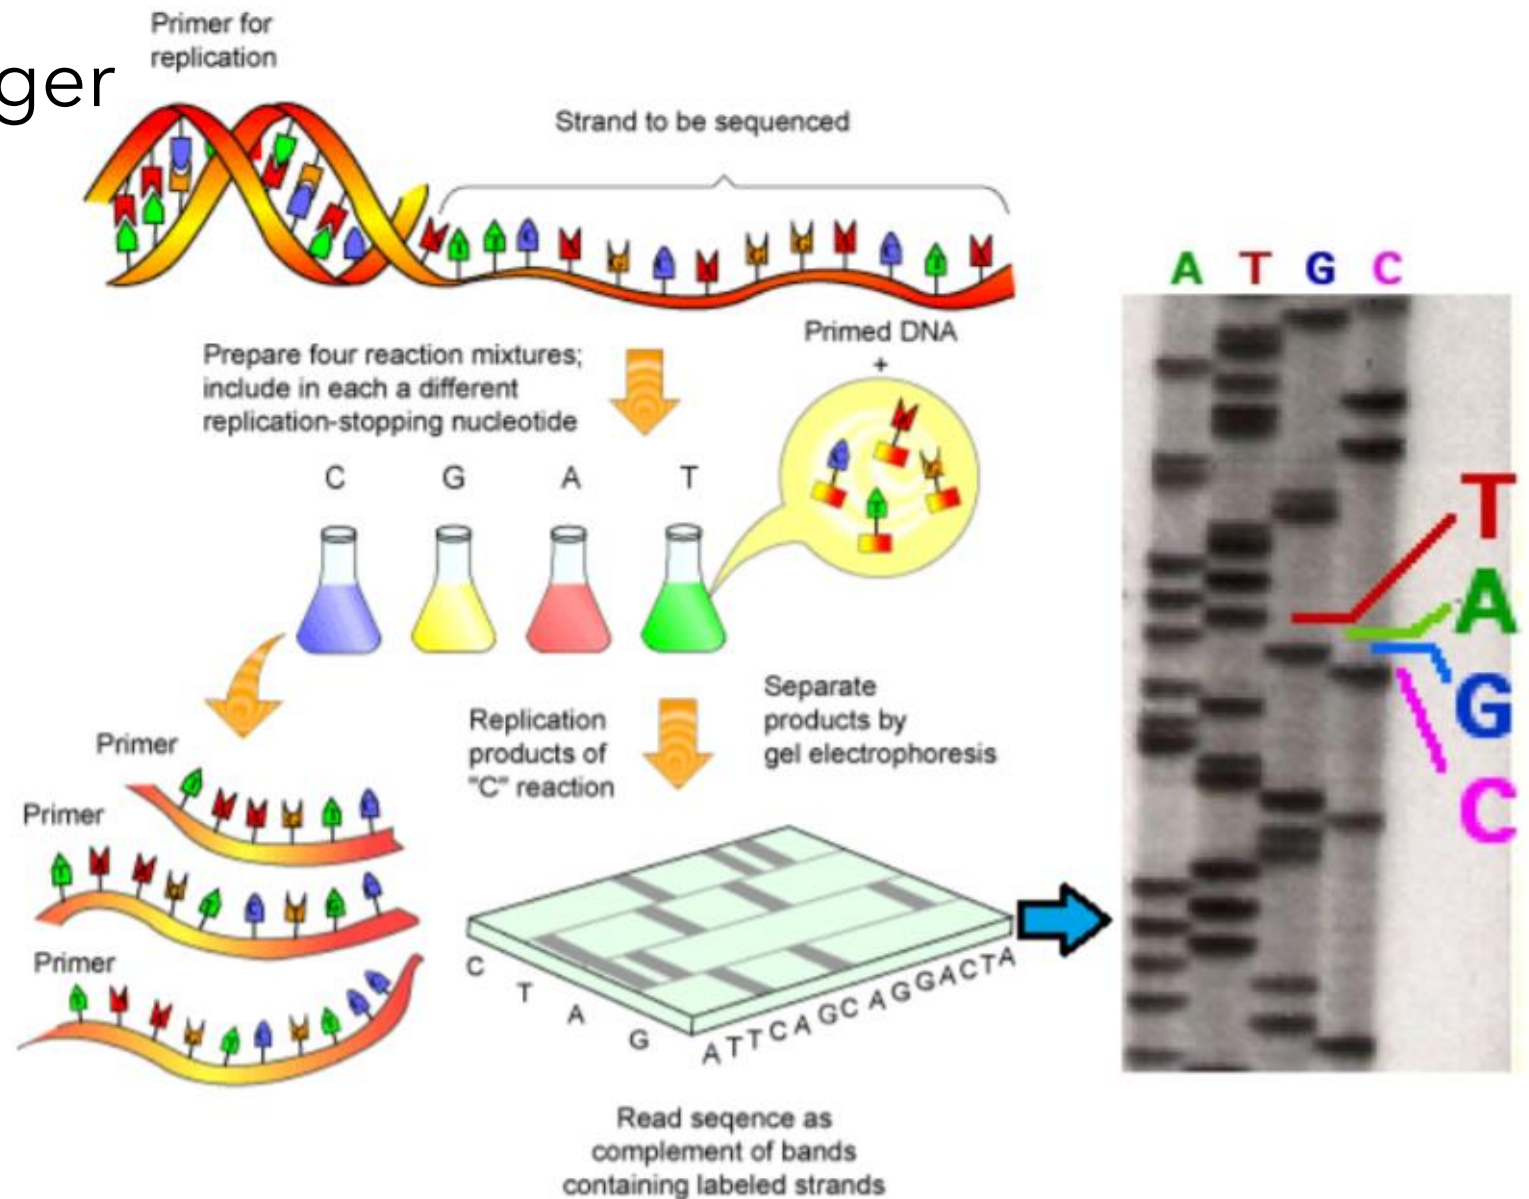 Primer for
replication
ger
Strand to be sequenced
Primed DNA
+
Prepare four reaction mixtures;
include in each a different
replication-stopping nucleotide
C G A T
A T G C
T
A
G
C
Separate
products by
gel electrophoresis
Replication
products of
"C" reaction
Primer
Primer
Primer
C
T
A
G
ATTCAGCAGGACTA
Read seqence as
complement of bands
containing labeled strands